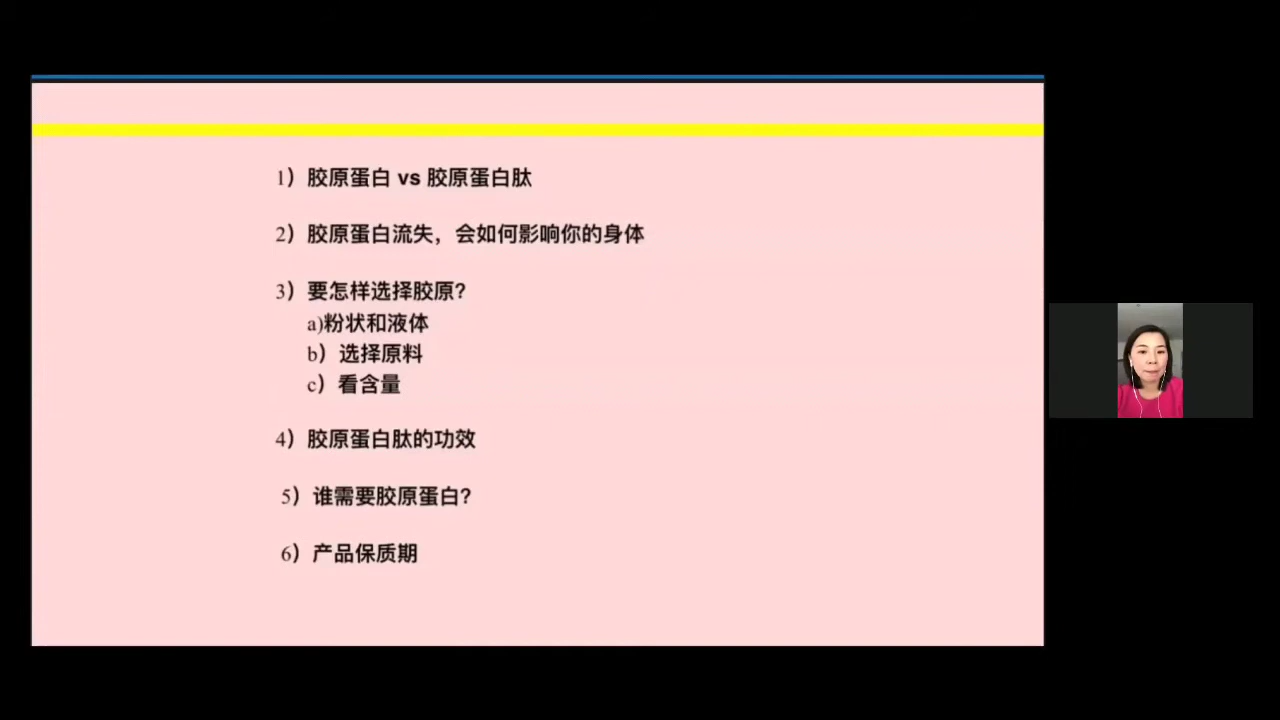 1）胶原蛋白 vs 胶原蛋白肽
2）胶原蛋白流失，会如何影响你的身体
3）要怎样选择胶原？
a)粉状和液体
b）选择原料
c）看含量
4）胶原蛋白肽的功效
5）谁需要胶原蛋白？
6）产品保质期